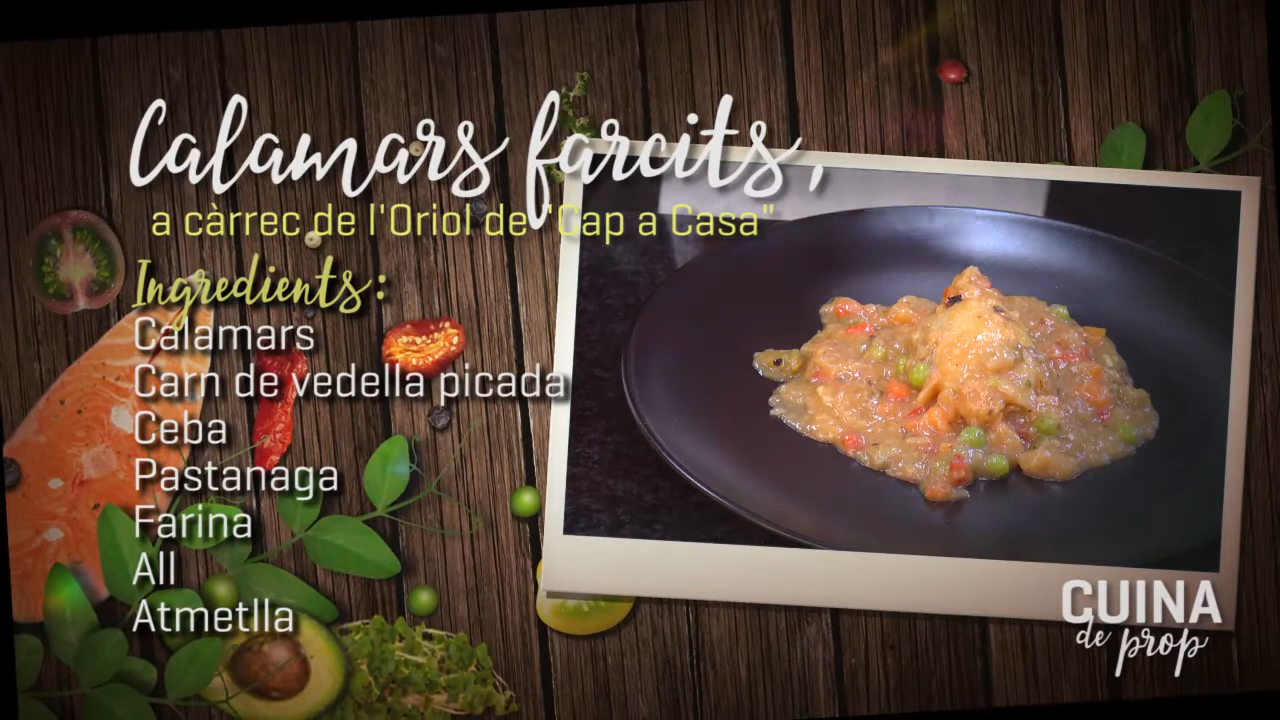 Calamars farcits,
a càrrec de l'Oriol de "Cap a Casa"
Ingredients:
Calamars
Carn de vedella picada
Ceba
Pastanaga
Farina
All
Atmetlla
CUINA
de prop